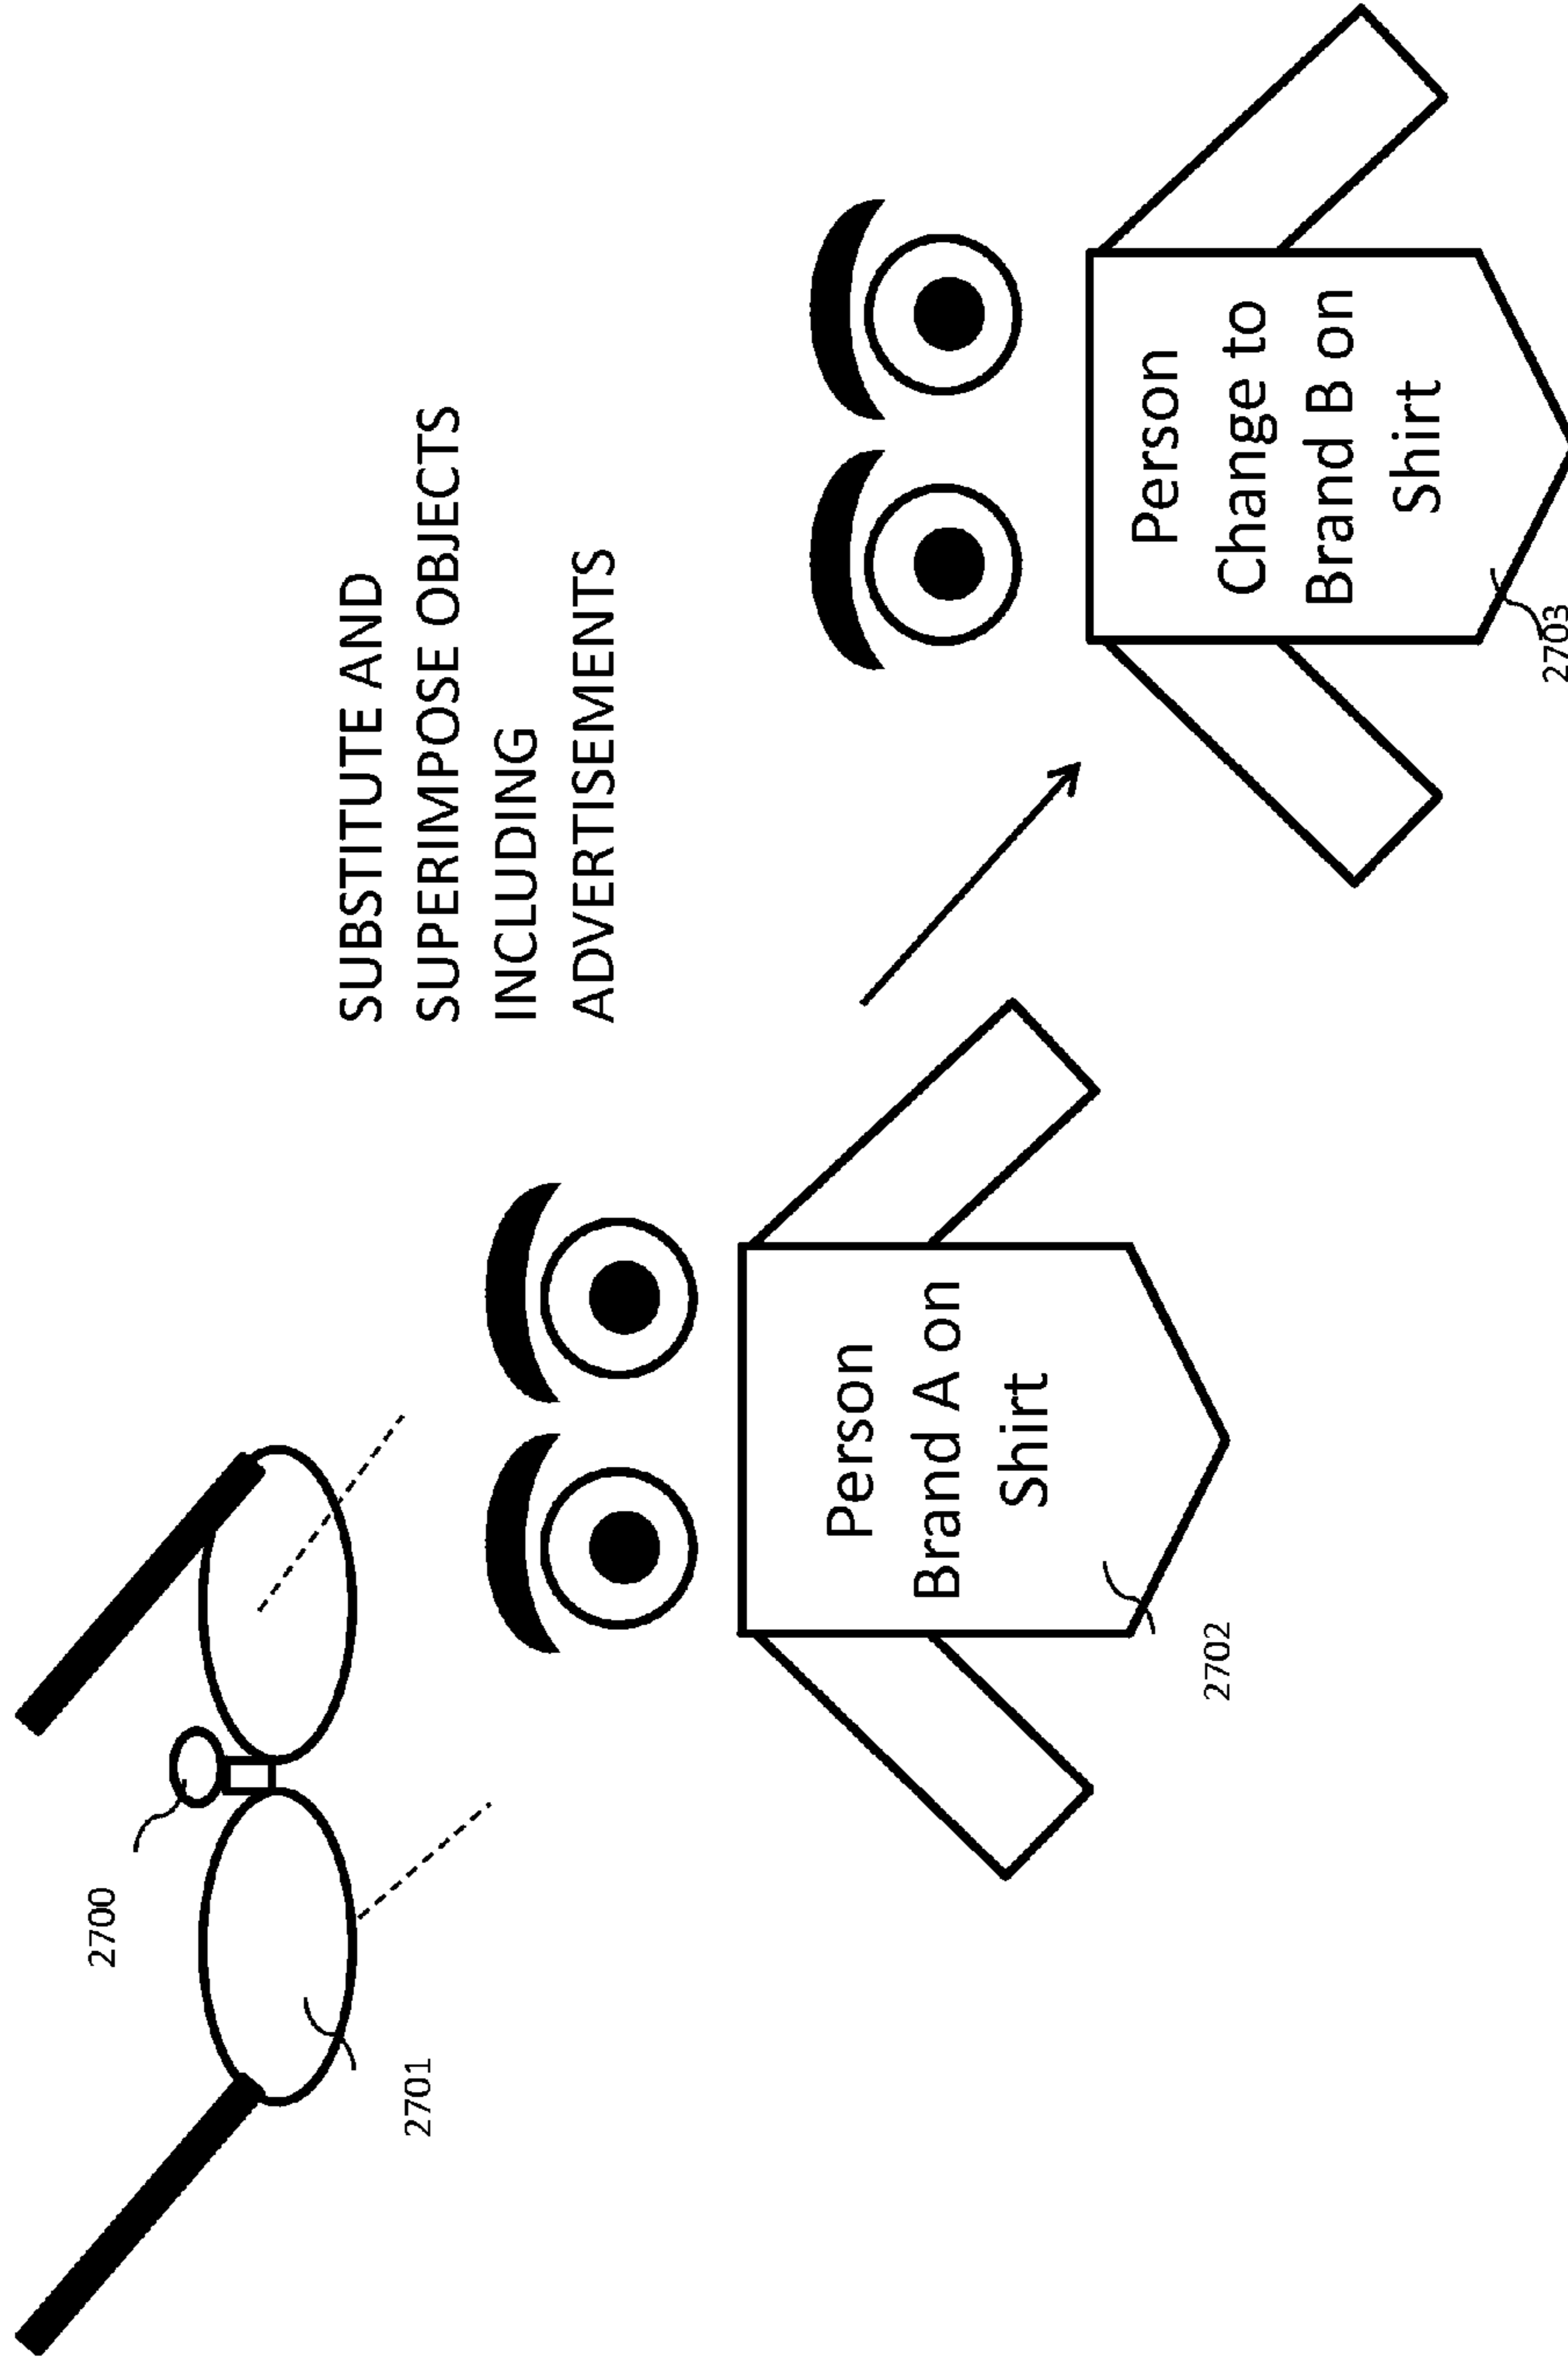 2700
2701
SUBSTITUTE AND
SUPERIMPOSE OBJECTS
INCLUDING
ADVERTISEMENTS
Person
Brand A on
Shirt
2702
Person
Change to
Brand B on
Shirt
2703